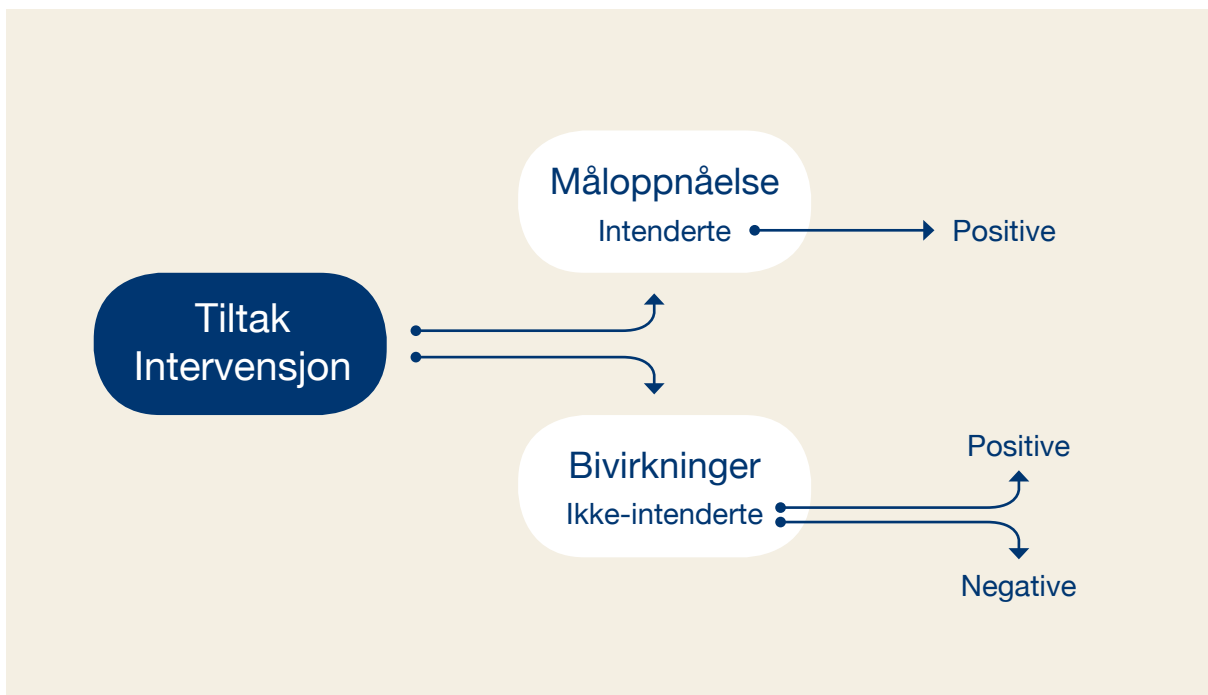 Tiltak
Intervensjon
Måloppnåelse
Intenderte
Positive
Bivirkninger
Ikke-intenderte
Positive
Negative